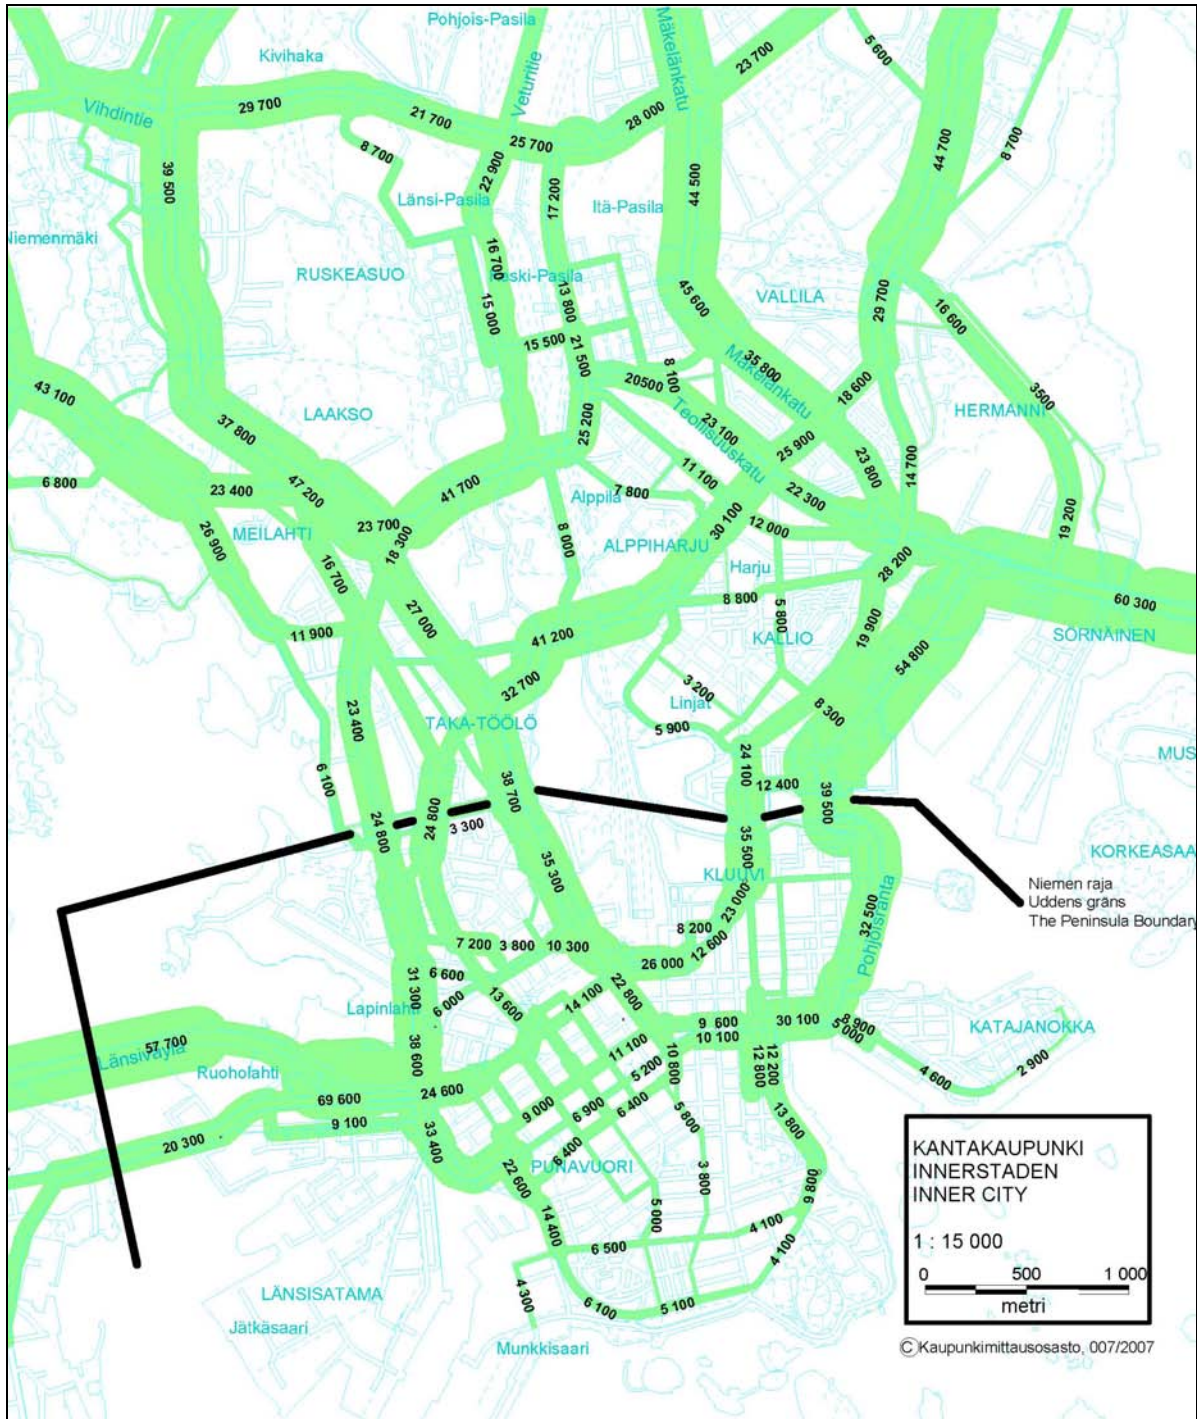 Pohjois-Pasila
Mäkelänkatu
5 600
Kivihaka
Veturitie
23 700
Vihdintie
29 700
21 700
25 700
28 000
44 700
8 700
8 700
39 500
22 900
17 200
44 500
Länsi-Pasila
Itä-Pasila
Niemenmäki
16 700
Keski-Pasila
RUSKEASUO
13 800
45 600
VALLILA
29 700
16 600
15 000
15 500
21 500
35 800
Mäkelänkatu
8 100
20500
43 100
18 600
3500
HERMANNI
LAAKSO
37 800
25 200
Teollisuuskatu
23 100
25 900
23 800
14 700
6 800
23 400
47 200
41 700
11 100
7 800
Alppila
22 300
26 900
MEILAHTI
23 700
18 300
8 000
30 100
12 000
19 200
ALPPIHARJU
16 700
Harju
28 200
27 000
8 800
5 800
60 300
11 900
41 200
KALLIO
19 900
SÖRNÄINEN
54 800
32 700
3 200
23 400
TAKA-TÖÖLÖ
Linjat
5 900
8 300
6 100
24 100
12 400
MUS
38 700
39 500
24 800
24 800
3 300
35 500
KORKEASAA
35 300
KLUUVI
Niemen raja
Uddens gräns
The Peninsula Boundary
23 000
Pohjoisranta
32 500
8 200
7 200
3 800
10 300
12 600
26 000
31 300
6 600
22 800
6 000
13 600
14 100
Lapinlahti
9 600
30 100
8 900
5 000
KATAJANOKKA
10 100
57 700
Länsiväylä
38 600
11 100
10 800
12 800
12 200
Ruoholahti
5 200
4 600
2 900
24 600
69 600
9 100
9 000
6 900
6 400
5 800
13 800
20 300
33 400
6 400
KANTAKAUPUNKI
INNERSTADEN
INNER CITY
1 : 15 000
0 500 1 000
metri
22 600
PUNAVUORI
3 800
9 800
14 400
5 000
4 100
6 500
4 100
4 300
LÄNSISATAMA
6 100
5 100
Jätkäsaari
Munkkisaari
© Kaupunkimittausosasto, 007/2007